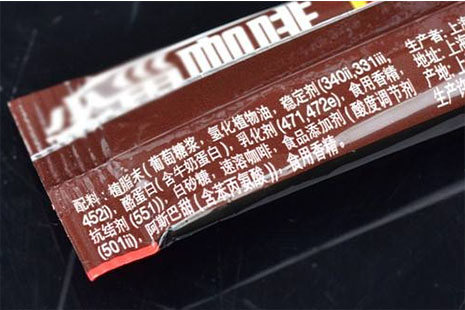 咖啡
配料：植脂末（葡萄糖浆，氢化植物油，稳定剂(340ii,331iii,
452i)，酪蛋白（含牛奶蛋白），乳化剂(471,472e)，食用香精，
抗结剂(551))，白砂糖，速溶咖啡，食品添加剂（酸度调节剂
(501ii)，阿斯巴甜（含苯丙氨酸)），食用香精。
生产者：上
地址：上海
产地：上
生产